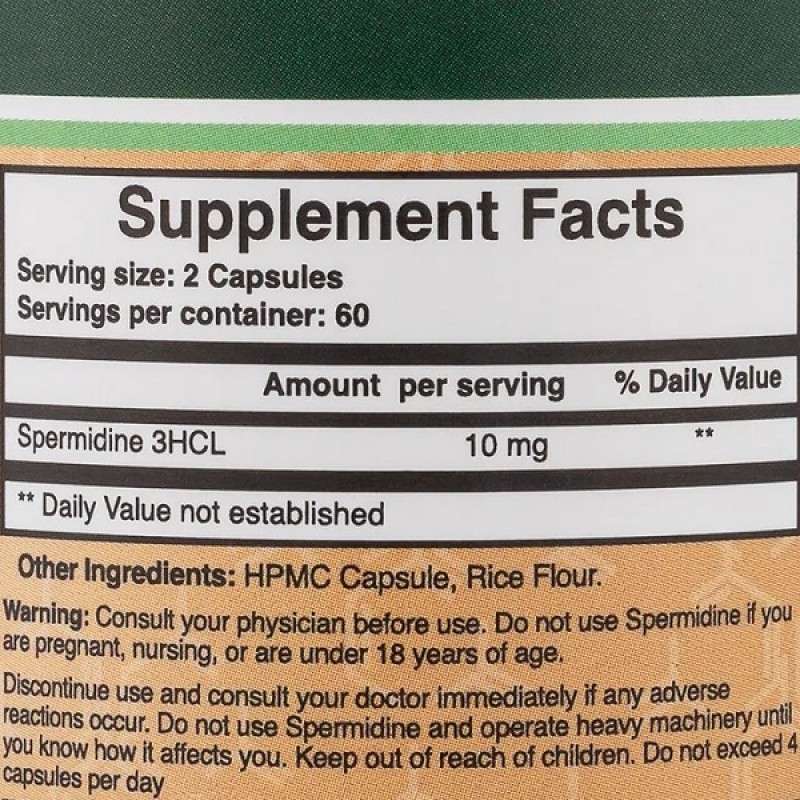 Supplement Facts
Serving size: 2 Capsules
Servings per container: 60
Amount per serving % Daily Value
Spermidine 3HCL 10 mg **
** Daily Value not established
Other Ingredients: HPMC Capsule, Rice Flour.
Warning: Consult your physician before use. Do not use Spermidine if you
are pregnant, nursing, or are under 18 years of age.
Discontinue use and consult your doctor immediately if any adverse
reactions occur. Do not use Spermidine and operate heavy machinery until
you know how it affects you. Keep out of reach of children. Do not exceed 4
capsules per day